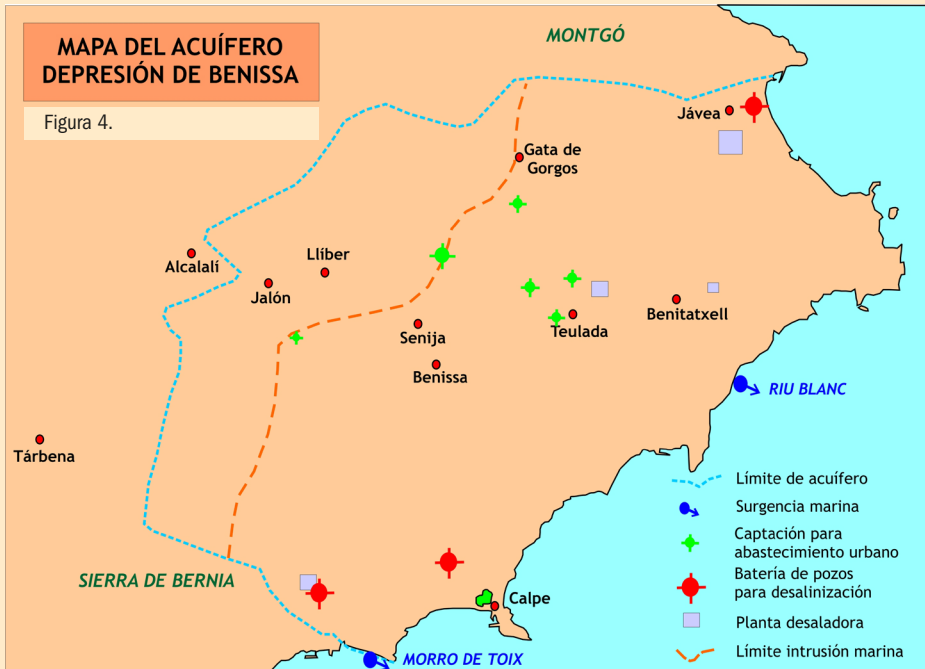 MAPA DEL ACUÍFERO
DEPRESIÓN DE BENISSA
Figura 4.
MONTGÓ
Jávea
Gata de
Gorgos
Alcalalí
Llíber
Jalón
Senija
Benissa
Teulada
Benitatxell
RIU BLANC
Tárbena
SIERRA DE BERNIA
Calpe
MORRO DE TOIX
Límite de acuífero
Surgencia marina
Captación para
abastecimiento urbano
Batería de pozos
para desalinización
Planta desaladora
Límite intrusión marina